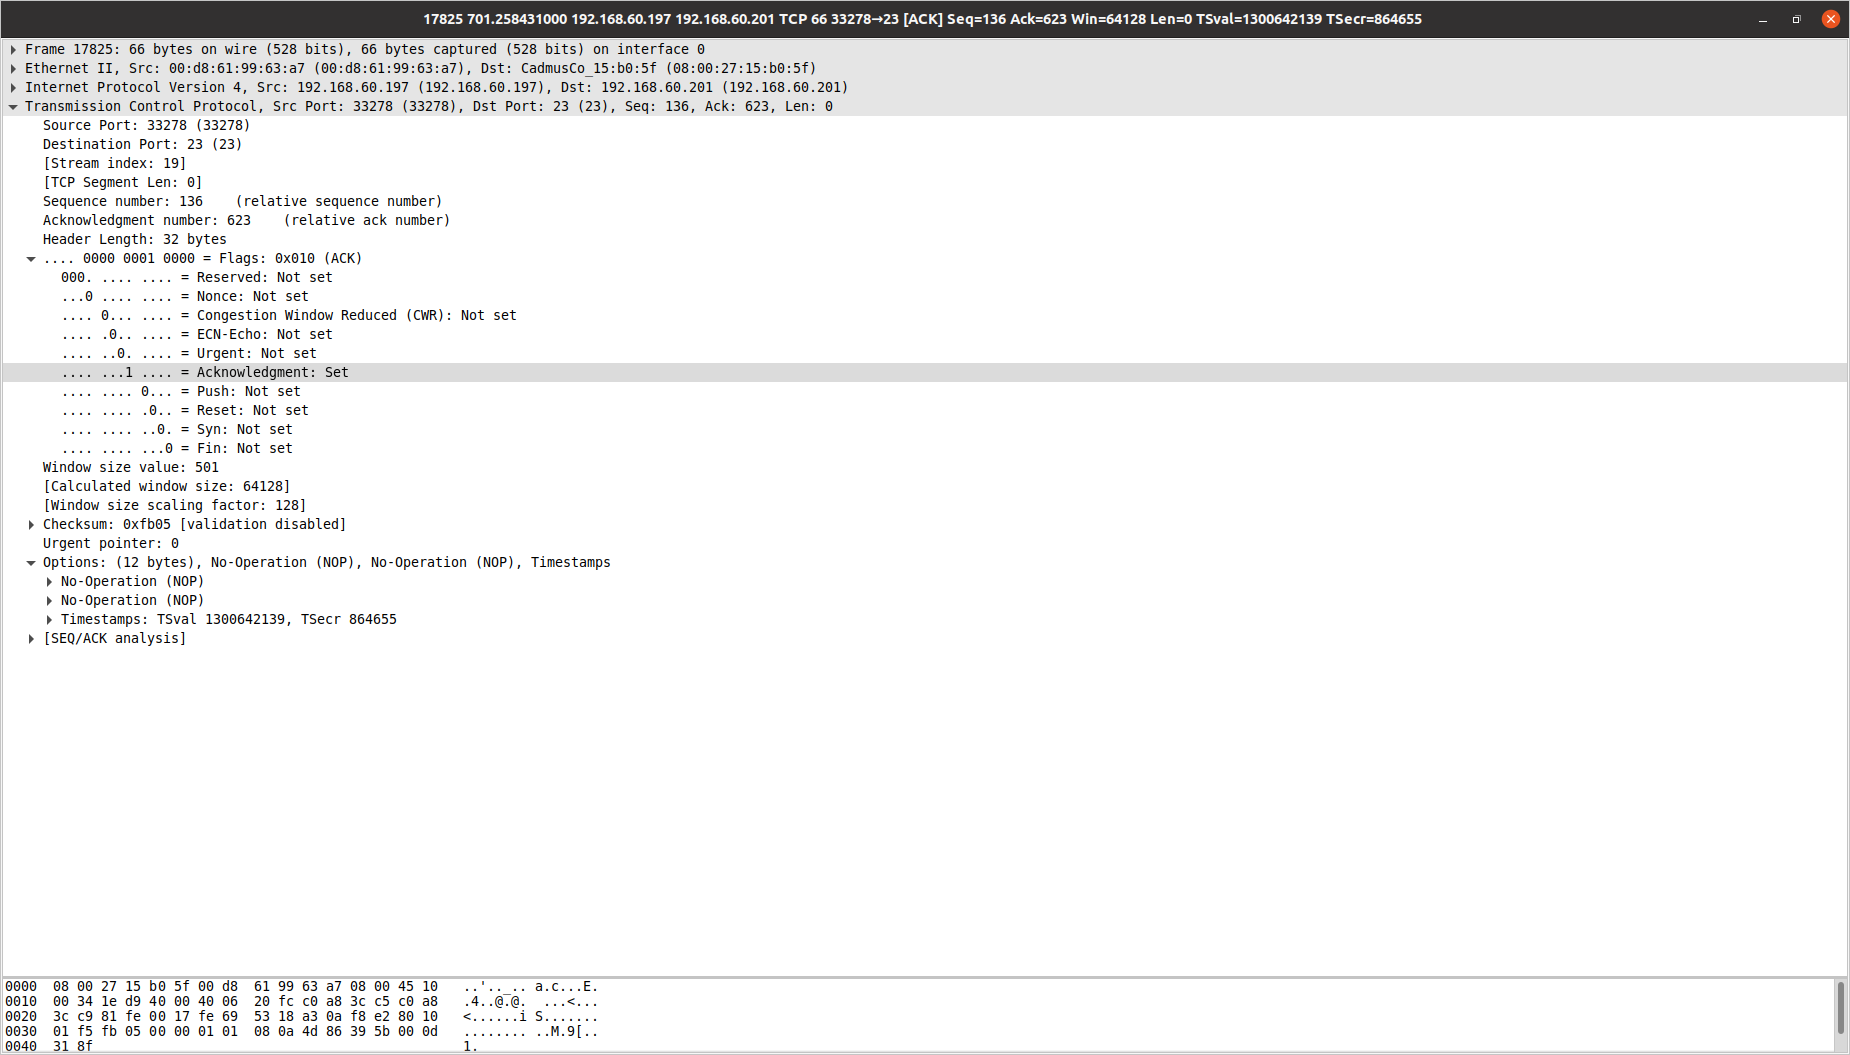 17825 701.258431000 192.168.60.197 192.168.60.201 TCP 66 33278→23 [ACK] Seq=136 Ack=623 Win=64128 Len=0 TSval=1300642139 TSecr=864655
Frame 17825: 66 bytes on wire (528 bits), 66 bytes captured (528 bits) on interface 0
Ethernet II, Src: 00:d8:61:99:63:a7 (00:d8:61:99:63:a7), Dst: CadmusCo_15:b0:5f (08:00:27:15:b0:5f)
Internet Protocol Version 4, Src: 192.168.60.197 (192.168.60.197), Dst: 192.168.60.201 (192.168.60.201)
Transmission Control Protocol, Src Port: 33278 (33278), Dst Port: 23 (23), Seq: 136, Ack: 623, Len: 0
Source Port: 33278 (33278)
Destination Port: 23 (23)
[Stream index: 19]
[TCP Segment Len: 0]
Sequence number: 136    (relative sequence number)
Acknowledgment number: 623    (relative ack number)
Header Length: 32 bytes
.... 0000 0001 0000 = Flags: 0x010 (ACK)
000. .... .... = Reserved: Not set
...0 .... .... = Nonce: Not set
.... 0... .... = Congestion Window Reduced (CWR): Not set
.... .0.. .... = ECN-Echo: Not set
.... ..0. .... = Urgent: Not set
.... ...1 .... = Acknowledgment: Set
.... .... 0... = Push: Not set
.... .... .0.. = Reset: Not set
.... .... ..0. = Syn: Not set
.... .... ...0 = Fin: Not set
Window size value: 501
[Calculated window size: 64128]
[Window size scaling factor: 128]
Checksum: 0xfb05 [validation disabled]
Urgent pointer: 0
Options: (12 bytes), No-Operation (NOP), No-Operation (NOP), Timestamps
No-Operation (NOP)
No-Operation (NOP)
Timestamps: TSval 1300642139, TSecr 864655
[SEQ/ACK analysis]
0000  08 00 27 15 b0 5f 00 d8  61 99 63 a7 08 00 45 10   ..'.._.. a.c...E.
0010  00 34 1e d9 40 00 40 06  20 fc c0 a8 3c c5 c0 a8   .4..@.@.  ...<...
0020  3c c9 81 fe 00 17 fe 69  53 18 a3 0a f8 e2 80 10   <......i S.......
0030  01 f5 fb 05 00 00 01 01  08 0a 4d 86 39 5b 00 0d   ........ ..M.9[..
0040  31 8f                                              1.